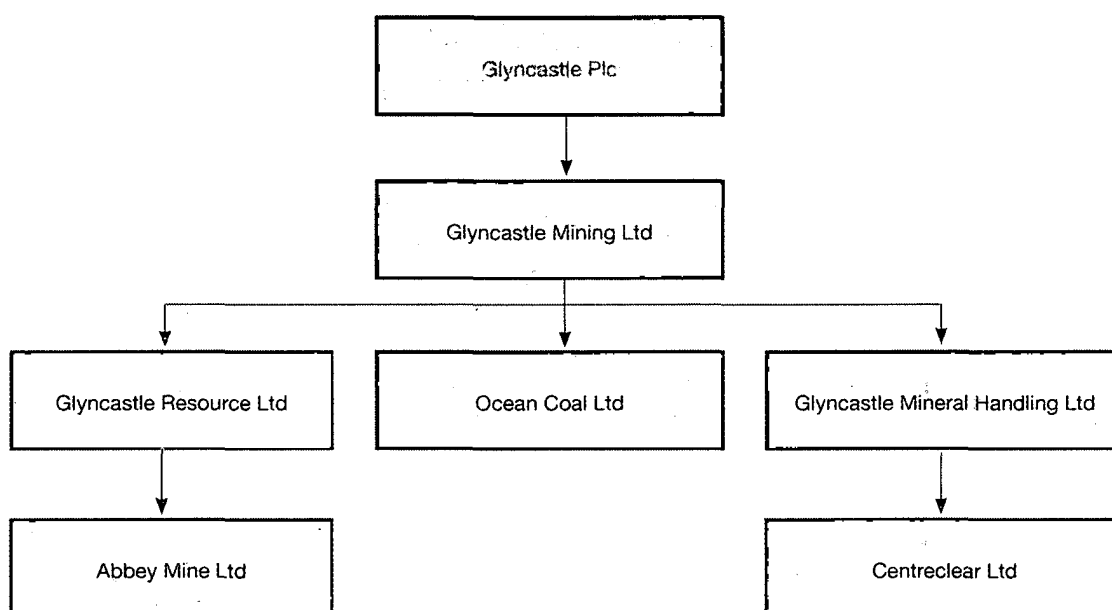 Glyncastle Plc
Glyncastle Mining Ltd
Glyncastle Resource Ltd
Ocean Coal Ltd
Glyncastle Mineral Handling Ltd
Abbey Mine Ltd
Centreclear Ltd